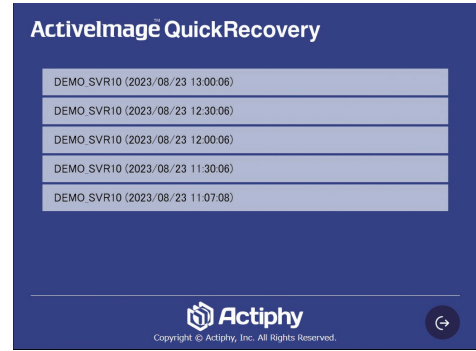 ActiveImage™ QuickRecovery
DEMO_SVR10 (2023/08/23 13:00:06)
DEMO_SVR10 (2023/08/23 12:30:06)
DEMO_SVR10 (2023/08/23 12:00:06)
DEMO_SVR10 (2023/08/23 11:30:06)
DEMO_SVR10 (2023/08/23 11:07:08)
Actiphy
Copyright © Actiphy, Inc. All Rights Reserved.